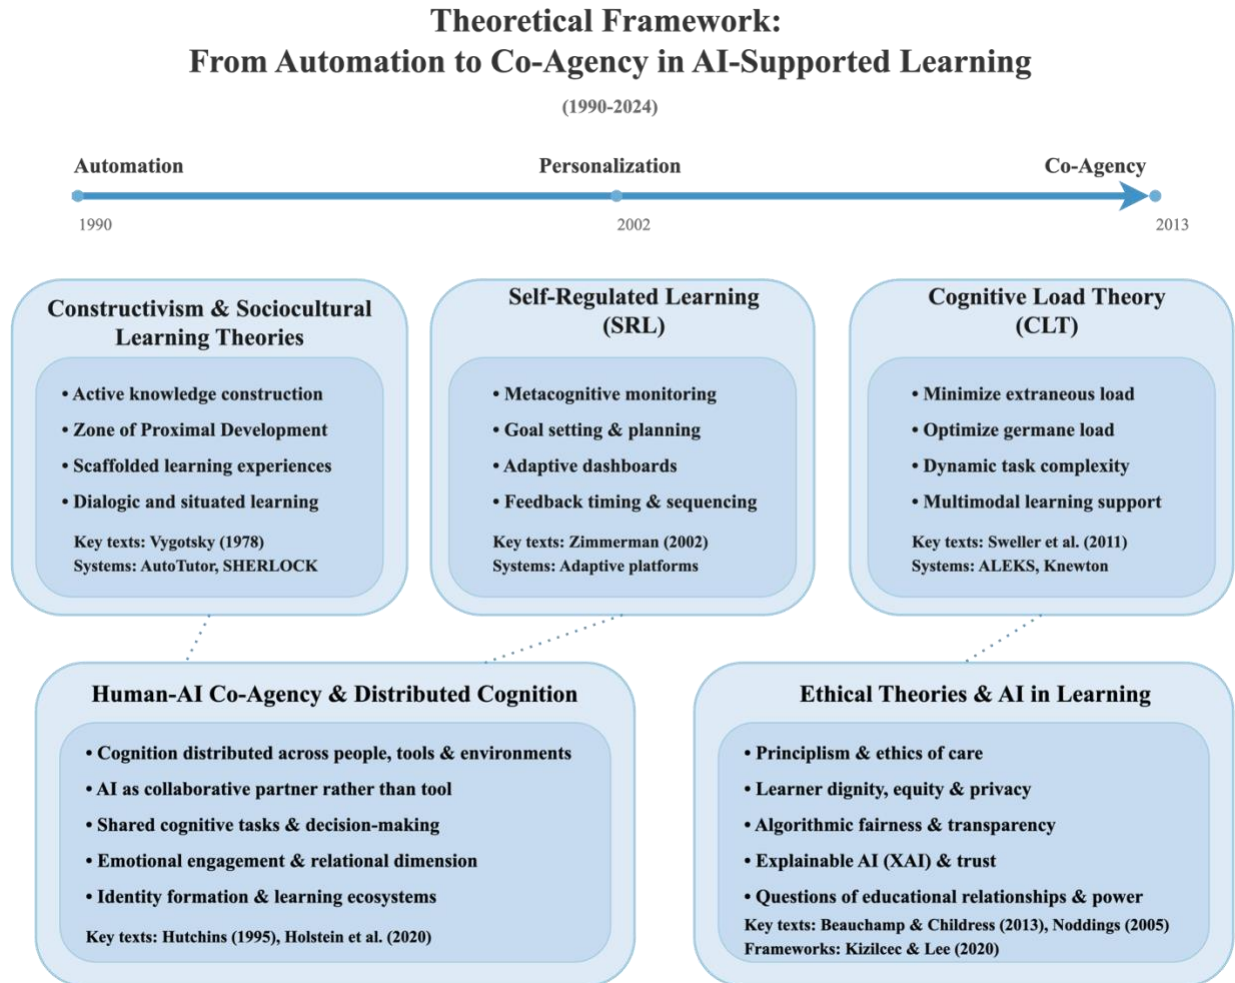 Theoretical Framework:
From Automation to Co-Agency in AI-Supported Learning
(1990-2024)
Automation
Personalization
Co-Agency
1990
2002
2013
Constructivism & Sociocultural
Learning Theories
• Active knowledge construction
• Zone of Proximal Development
• Scaffolded learning experiences
• Dialogic and situated learning
Key texts: Vygotsky (1978)
Systems: AutoTutor, SHERLOCK
Self-Regulated Learning
(SRL)
• Metacognitive monitoring
• Goal setting & planning
• Adaptive dashboards
• Feedback timing & sequencing
Key texts: Zimmerman (2002)
Systems: Adaptive platforms
Cognitive Load Theory
(CLT)
• Minimize extraneous load
• Optimize germane load
• Dynamic task complexity
• Multimodal learning support
Key texts: Sweller et al. (2011)
Systems: ALEKS, Knewton
Human-AI Co-Agency & Distributed Cognition
• Cognition distributed across people, tools & environments
• AI as collaborative partner rather than tool
• Shared cognitive tasks & decision-making
• Emotional engagement & relational dimension
• Identity formation & learning ecosystems
Key texts: Hutchins (1995), Holstein et al. (2020)
Ethical Theories & AI in Learning
• Principlism & ethics of care
• Learner dignity, equity & privacy
• Algorithmic fairness & transparency
• Explainable AI (XAI) & trust
• Questions of educational relationships & power
Key texts: Beauchamp & Childress (2013), Noddings (2005)
Frameworks: Kizilcec & Lee (2020)